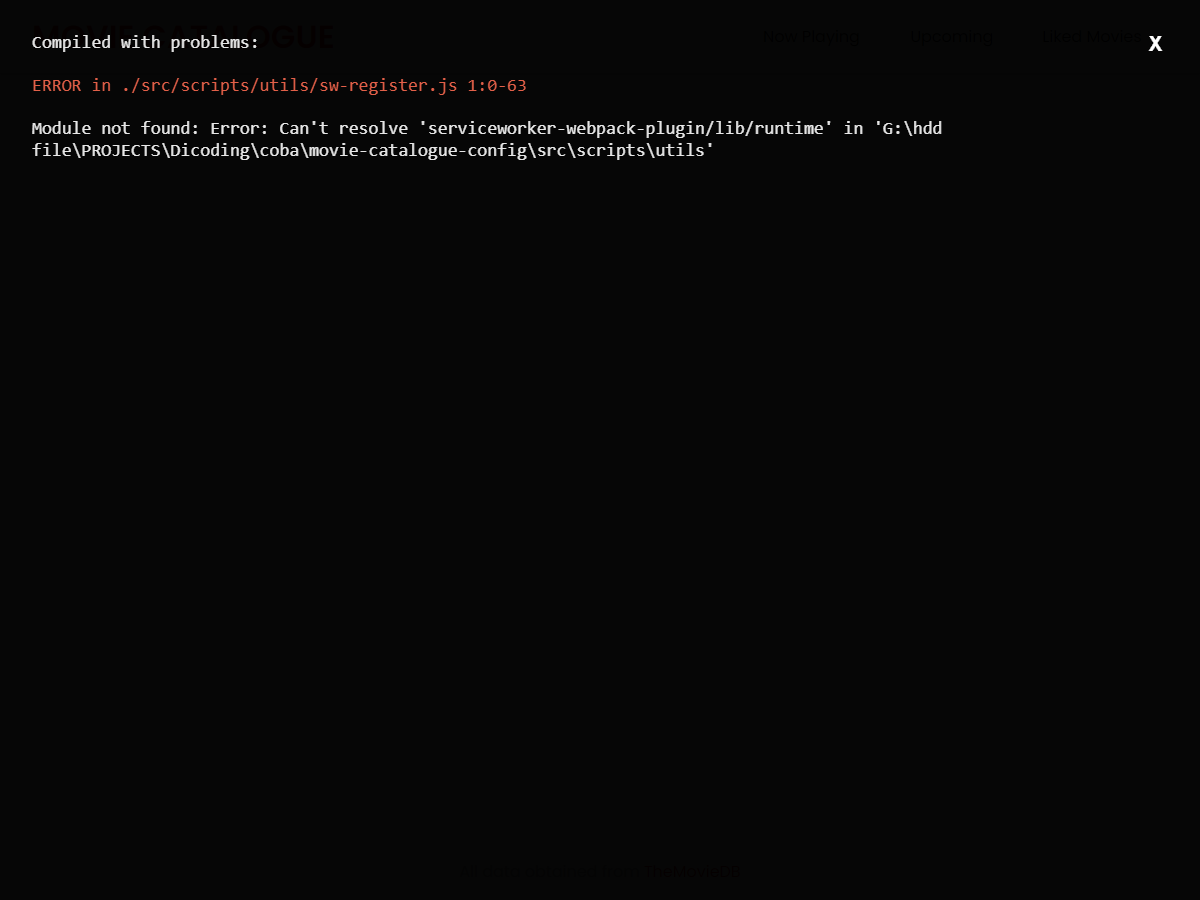 MOVIE CATALOGUE
Now Playing Upcoming Liked Movies
Compiled with problems:
X
ERROR in ./src/scripts/utils/sw-register.js 1:0-63
Module not found: Error: Can't resolve 'serviceworker-webpack-plugin/lib/runtime' in 'G:\hdd
file\PROJECTS\Dicoding\coba\movie-catalogue-config\src\scripts\utils'